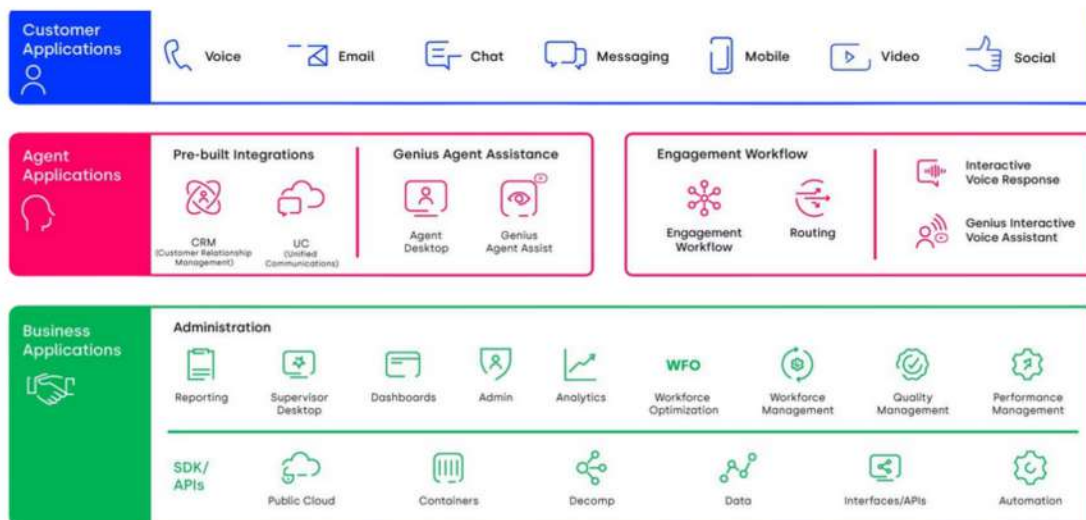 Customer
Applications
Voice
Email
Chat
Messaging
Mobile
Video
Social
Agent
Applications
Pre-built Integrations
CRM
(Customer Relationship
Management)
UC
(Unified
Communications)
Genius Agent Assistance
Agent
Desktop
Genius
Agent Assist
Engagement Workflow
Engagement
Workflow
Routing
Interactive
Voice Response
Genius Interactive
Voice Assistant
Business
Applications
Administration
Reporting
Supervisor
Desktop
Dashboards
Admin
Analytics
WFO
Workforce
Optimization
Workforce
Management
Quality
Management
Performance
Management
SDK/
APIs
Public Cloud
Containers
Decomp
Data
Interfaces/APIs
Automation